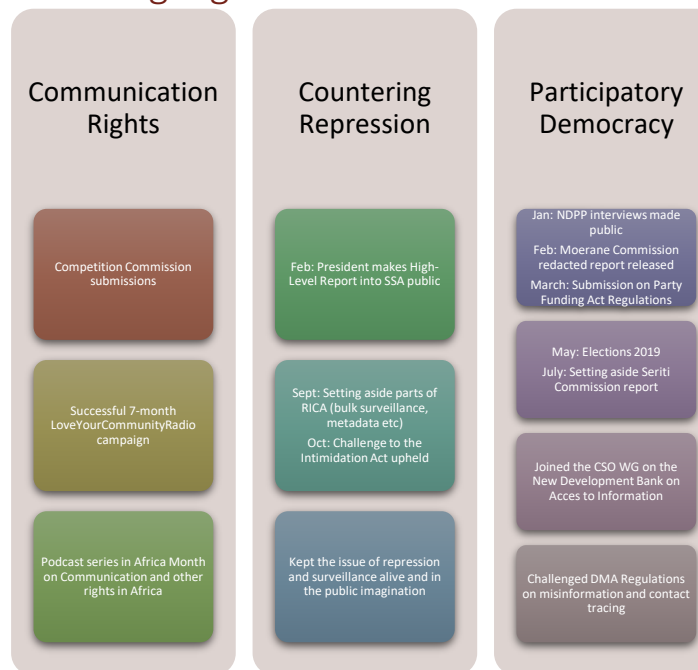 Communication
Rights
Competition Commission
submissions
Successful 7-month
LoveYourCommunityRadio
campaign
Podcast series in Africa Month
on Communication and other
rights in Africa
Countering
Repression
Feb: President makes High-
Level Report into SSA public
Sept: Setting aside parts of
RICA (bulk surveillance,
metadata etc)
Oct: Challenge to the
Intimidation Act upheld
Kept the issue of repression
and surveillance alive and in
the public imagination
Participatory
Democracy
Jan: NDPP interviews made
public
Feb: Moerane Commission
redacted report released
March: Submission on Party
Funding Act Regulations
May: Elections 2019
July: Setting aside Seriti
Commission report
Joined the CSO WG on the
New Development Bank on
Acces to Information
Challenged DMA Regulations
on misinformation and contact
tracing